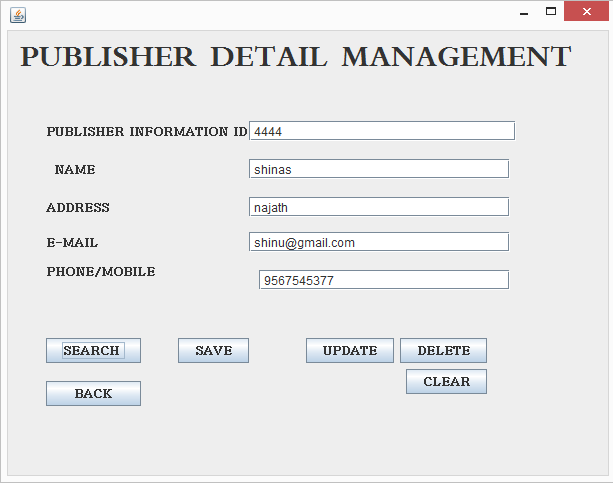 PUBLISHER DETAIL MANAGEMENT
PUBLISHER INFORMATION ID 4444
NAME shinas
ADDRESS najath
E-MAIL shinu@gmail.com
PHONE/MOBILE 9567545377
SEARCH SAVE UPDATE DELETE
BACK CLEAR